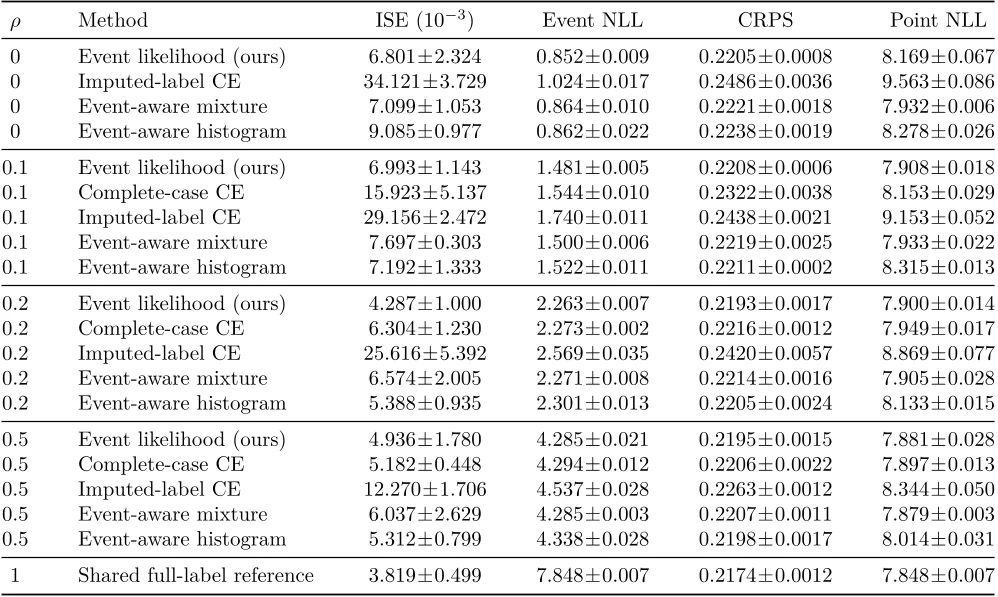 ρ Method ISE (10⁻³) Event NLL CRPS Point NLL
0 Event likelihood (ours) 6.801±2.324 0.852±0.009 0.2205±0.0008 8.169±0.067
0 Imputed-label CE 34.121±3.729 1.024±0.017 0.2486±0.0036 9.563±0.086
0 Event-aware mixture 7.099±1.053 0.864±0.010 0.2221±0.0018 7.932±0.006
0 Event-aware histogram 9.085±0.977 0.862±0.022 0.2238±0.0019 8.278±0.026
0.1 Event likelihood (ours) 6.993±1.143 1.481±0.005 0.2208±0.0006 7.908±0.018
0.1 Complete-case CE 15.923±5.137 1.544±0.010 0.2322±0.0038 8.153±0.029
0.1 Imputed-label CE 29.156±2.472 1.740±0.011 0.2438±0.0021 9.153±0.052
0.1 Event-aware mixture 7.697±0.303 1.500±0.006 0.2219±0.0025 7.933±0.022
0.1 Event-aware histogram 7.192±1.333 1.522±0.011 0.2211±0.0002 8.315±0.013
0.2 Event likelihood (ours) 4.287±1.000 2.263±0.007 0.2193±0.0017 7.900±0.014
0.2 Complete-case CE 6.304±1.230 2.273±0.002 0.2216±0.0012 7.949±0.017
0.2 Imputed-label CE 25.616±5.392 2.569±0.035 0.2420±0.0057 8.869±0.077
0.2 Event-aware mixture 6.574±2.005 2.271±0.008 0.2214±0.0016 7.905±0.028
0.2 Event-aware histogram 5.388±0.935 2.301±0.013 0.2205±0.0024 8.133±0.015
0.5 Event likelihood (ours) 4.936±1.780 4.285±0.021 0.2195±0.0015 7.881±0.028
0.5 Complete-case CE 5.182±0.448 4.294±0.012 0.2206±0.0022 7.897±0.013
0.5 Imputed-label CE 12.270±1.706 4.537±0.028 0.2263±0.0012 8.344±0.050
0.5 Event-aware mixture 6.037±2.629 4.285±0.003 0.2207±0.0011 7.879±0.003
0.5 Event-aware histogram 5.312±0.799 4.338±0.028 0.2198±0.0017 8.014±0.031
1 Shared full-label reference 3.819±0.499 7.848±0.007 0.2174±0.0012 7.848±0.007